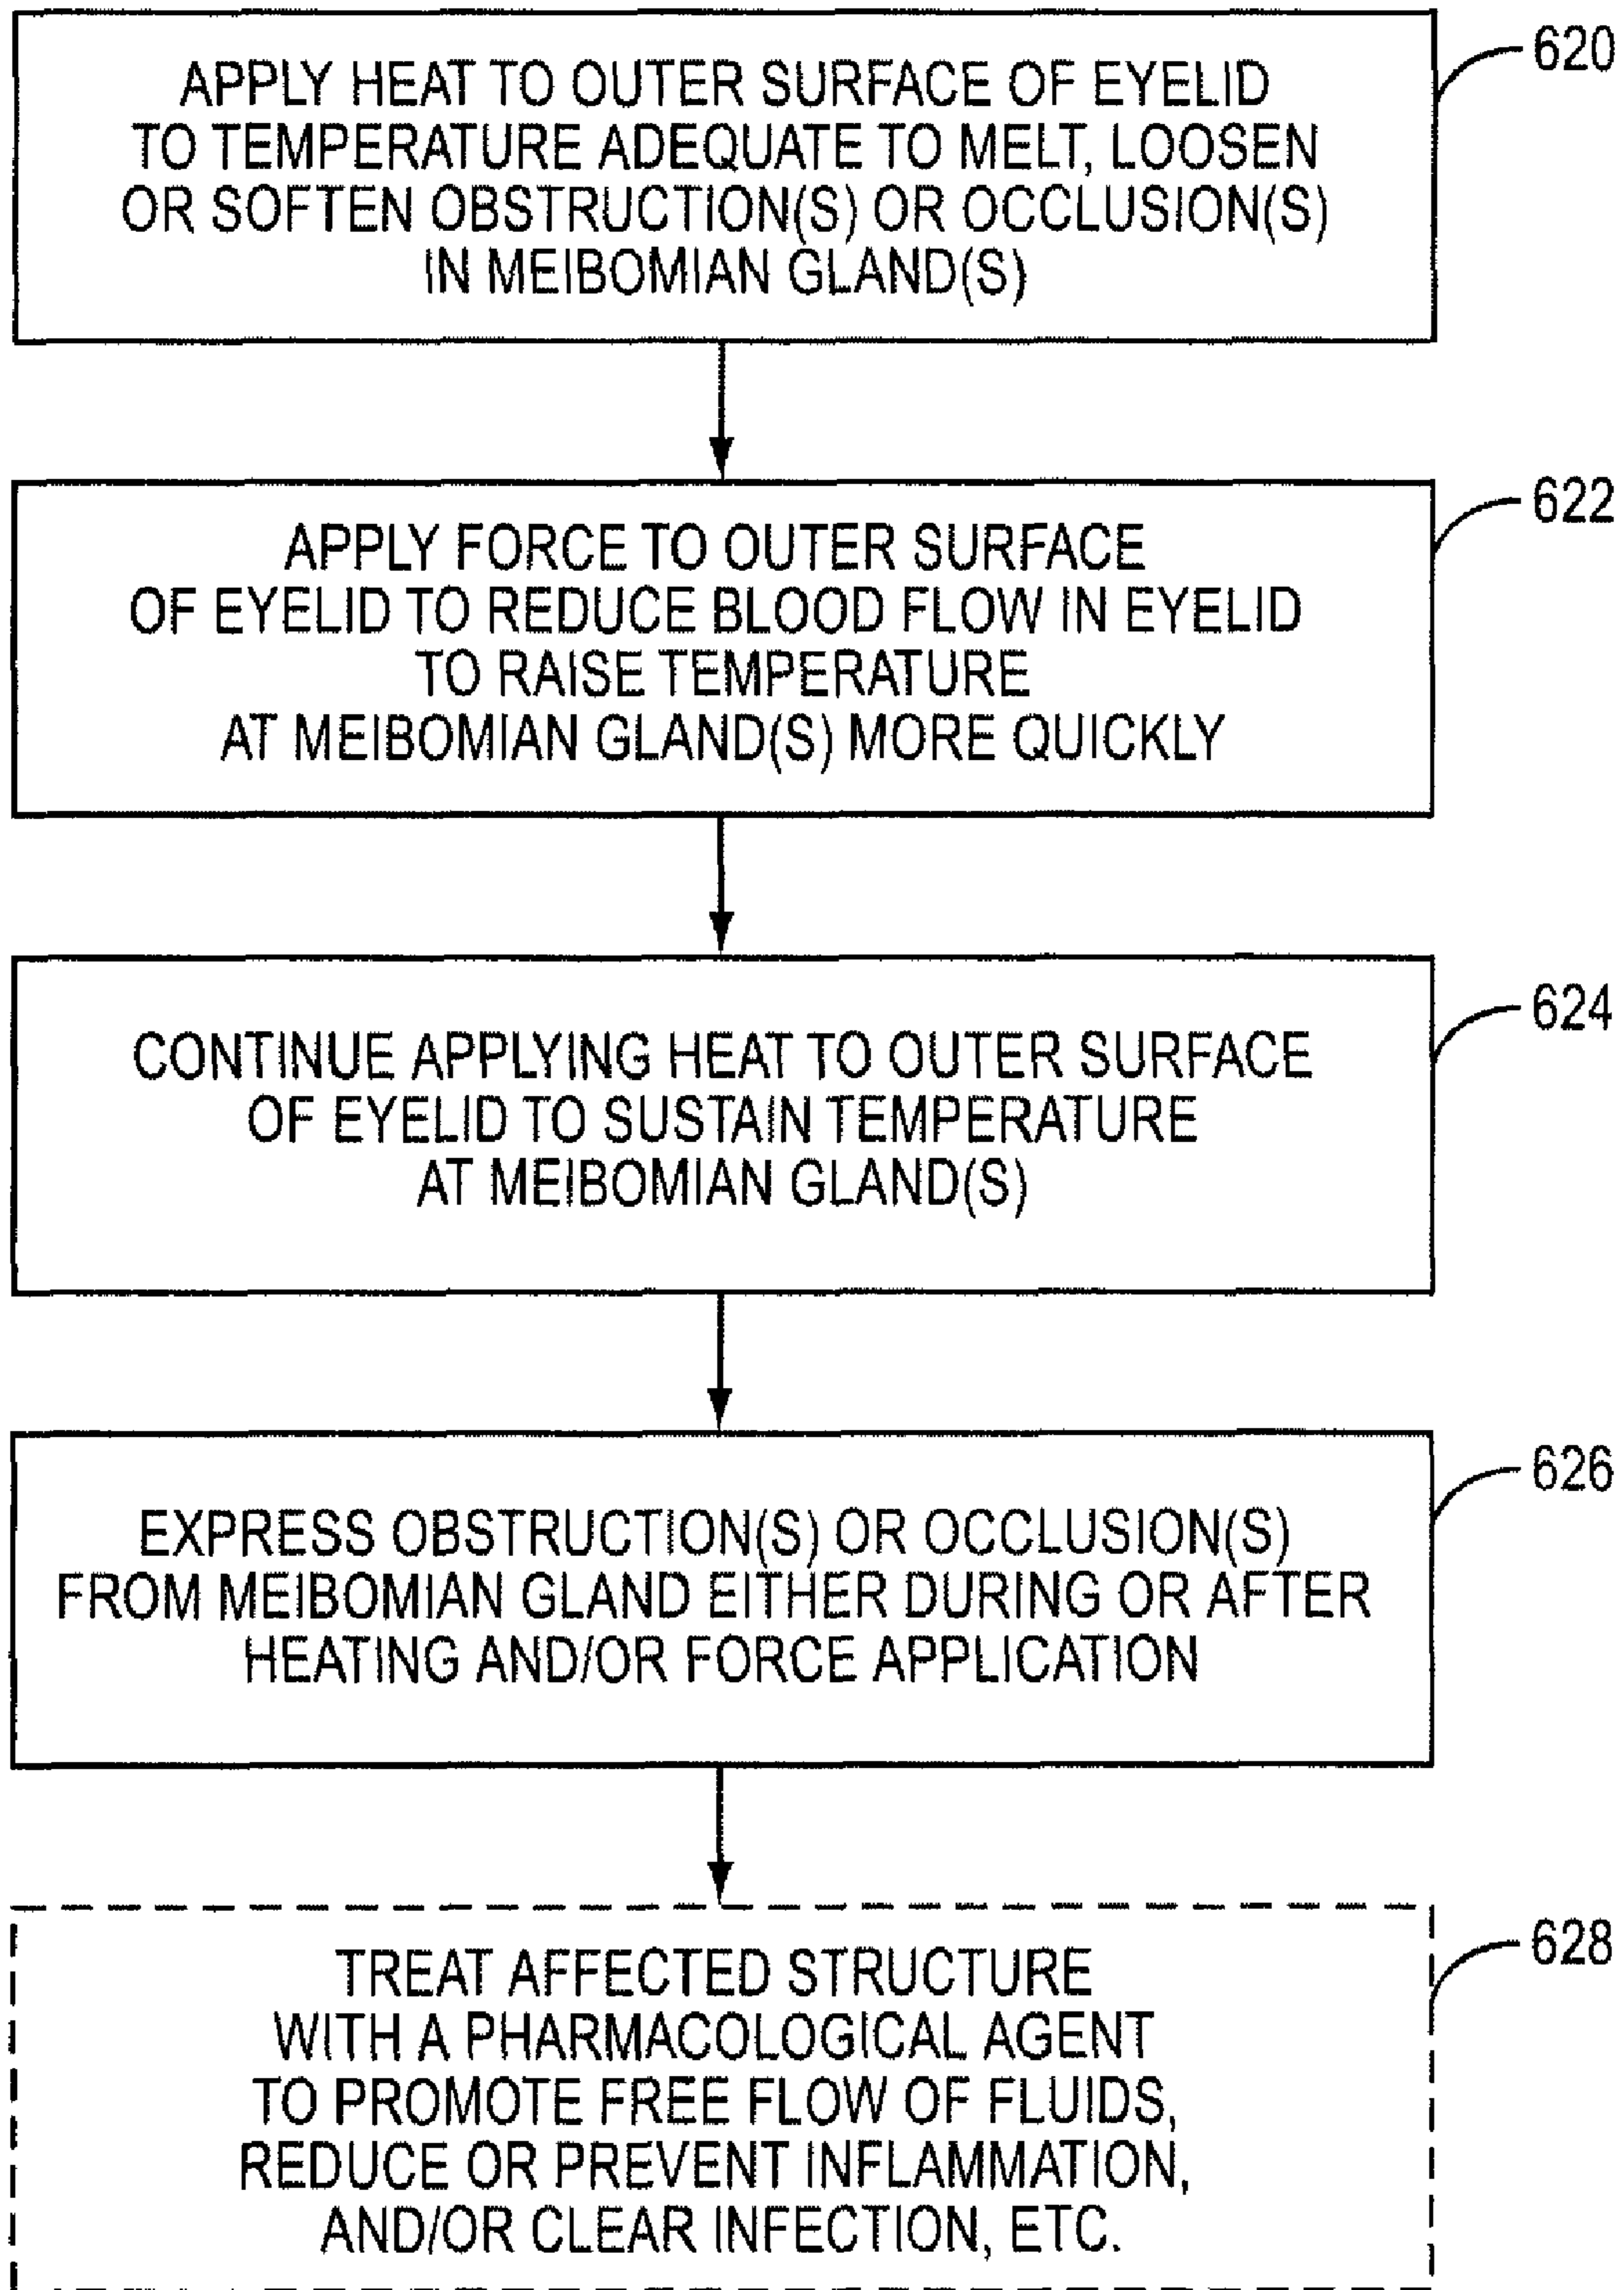 APPLY HEAT TO OUTER SURFACE OF EYELID
TO TEMPERATURE ADEQUATE TO MELT, LOOSEN
OR SOFTEN OBSTRUCTION(S) OR OCCLUSION(S)
IN MEIBOMIAN GLAND(S)
620
APPLY FORCE TO OUTER SURFACE
OF EYELID TO REDUCE BLOOD FLOW IN EYELID
TO RAISE TEMPERATURE
AT MEIBOMIAN GLAND(S) MORE QUICKLY
622
CONTINUE APPLYING HEAT TO OUTER SURFACE
OF EYELID TO SUSTAIN TEMPERATURE
AT MEIBOMIAN GLAND(S)
624
EXPRESS OBSTRUCTION(S) OR OCCLUSION(S)
FROM MEIBOMIAN GLAND EITHER DURING OR AFTER
HEATING AND/OR FORCE APPLICATION
626
TREAT AFFECTED STRUCTURE
WITH A PHARMACOLOGICAL AGENT
TO PROMOTE FREE FLOW OF FLUIDS,
REDUCE OR PREVENT INFLAMMATION,
AND/OR CLEAR INFECTION, ETC.
628